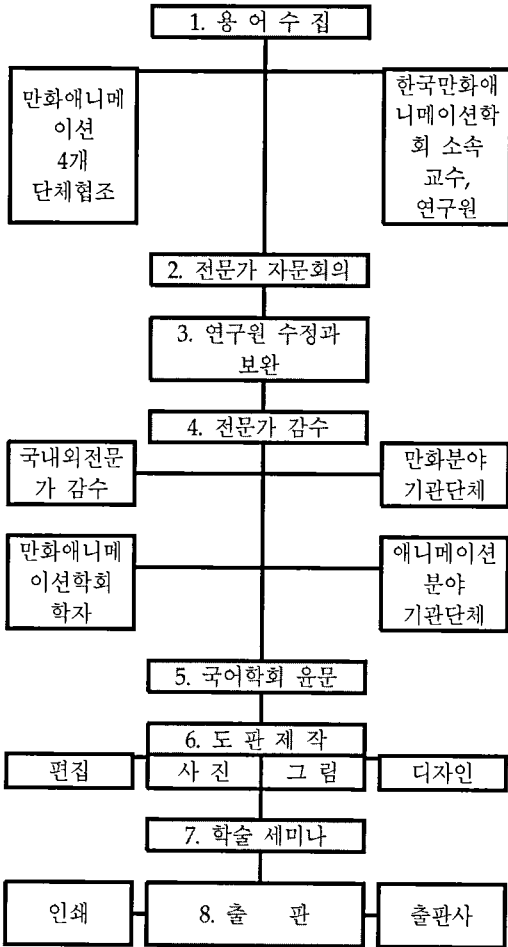 1. 용 어 수 집
만화애니메
이션
4개
단체협조
한국만화애
니메이션학
회 소속
교수,
연구원
2. 전문가 자문회의
3. 연구원 수정과
보완
4. 전문가 감수
국내외전문
가 감수
만화분야
기관단체
만화애니메
이션학회
학자
애니메이션
분야
기관단체
5. 국어학회 윤문
6. 도 판 제 작
편집
사 진
그 림
디자인
7. 학술 세미나
인쇄
8. 출 판
출판사